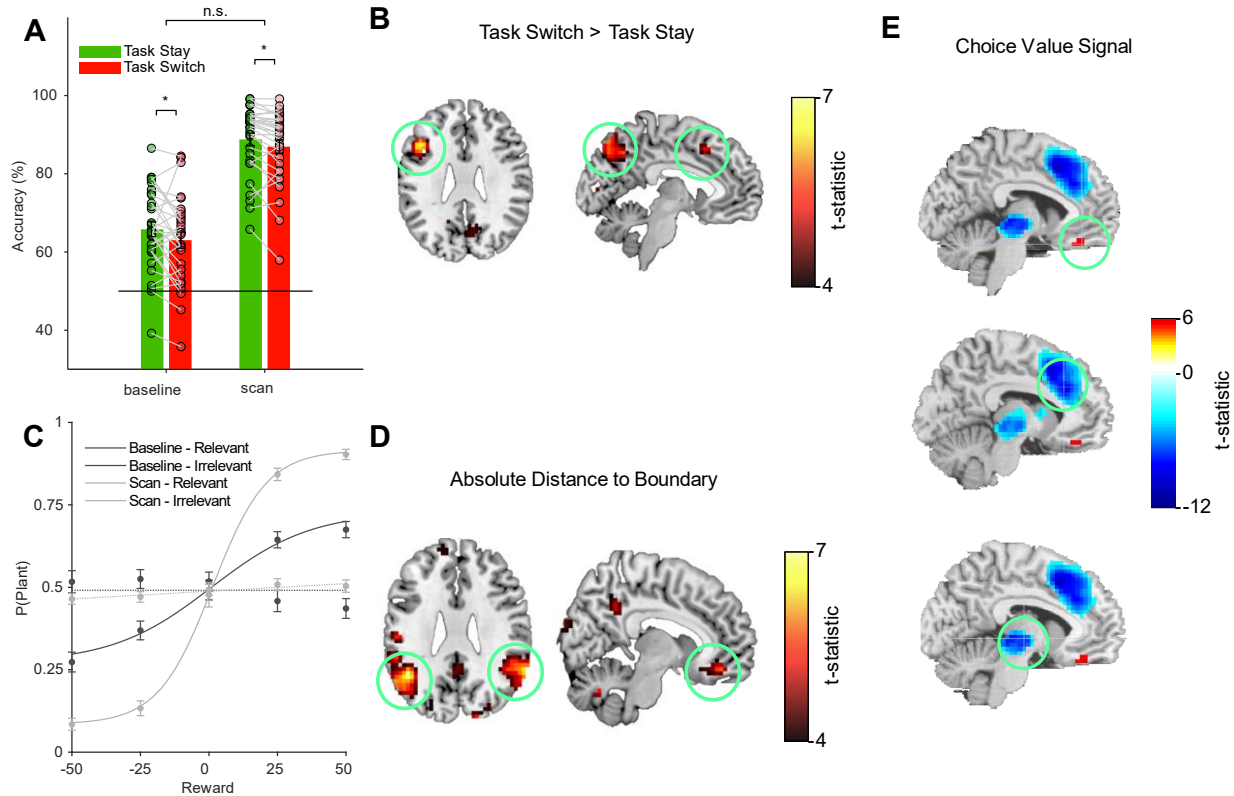 A
n.s.
Task Stay
Task Switch
*
*
100
80
60
40
Accuracy (%)
baseline
scan
B
Task Switch > Task Stay
7
4
t-statistic
C
Baseline - Relevant
Baseline - Irrelevant
Scan - Relevant
Scan - Irrelevant
1
0.75
0.5
0.25
0
P(Plant)
-50
-25
0
25
50
Reward
D
Absolute Distance to Boundary
7
4
t-statistic
E
Choice Value Signal
6
0
-12
t-statistic